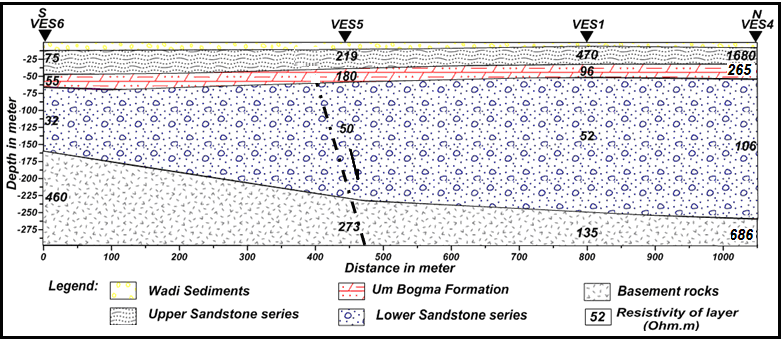 S N
VES6 VES5 VES1 VES4
Depth in meter
-25
-50
-75
-100
-125
-150
-175
-200
-225
-250
-275
75 219 470 1680
55 180 96 265
32 50 52 106
460 273 135 686
0 100 200 300 400 500 600 700 800 900 1000
Distance in meter
Legend: Wadi Sediments Um Bogma Formation Basement rocks
Upper Sandstone series Lower Sandstone series 52 Resistivity of layer
(Ohm.m)